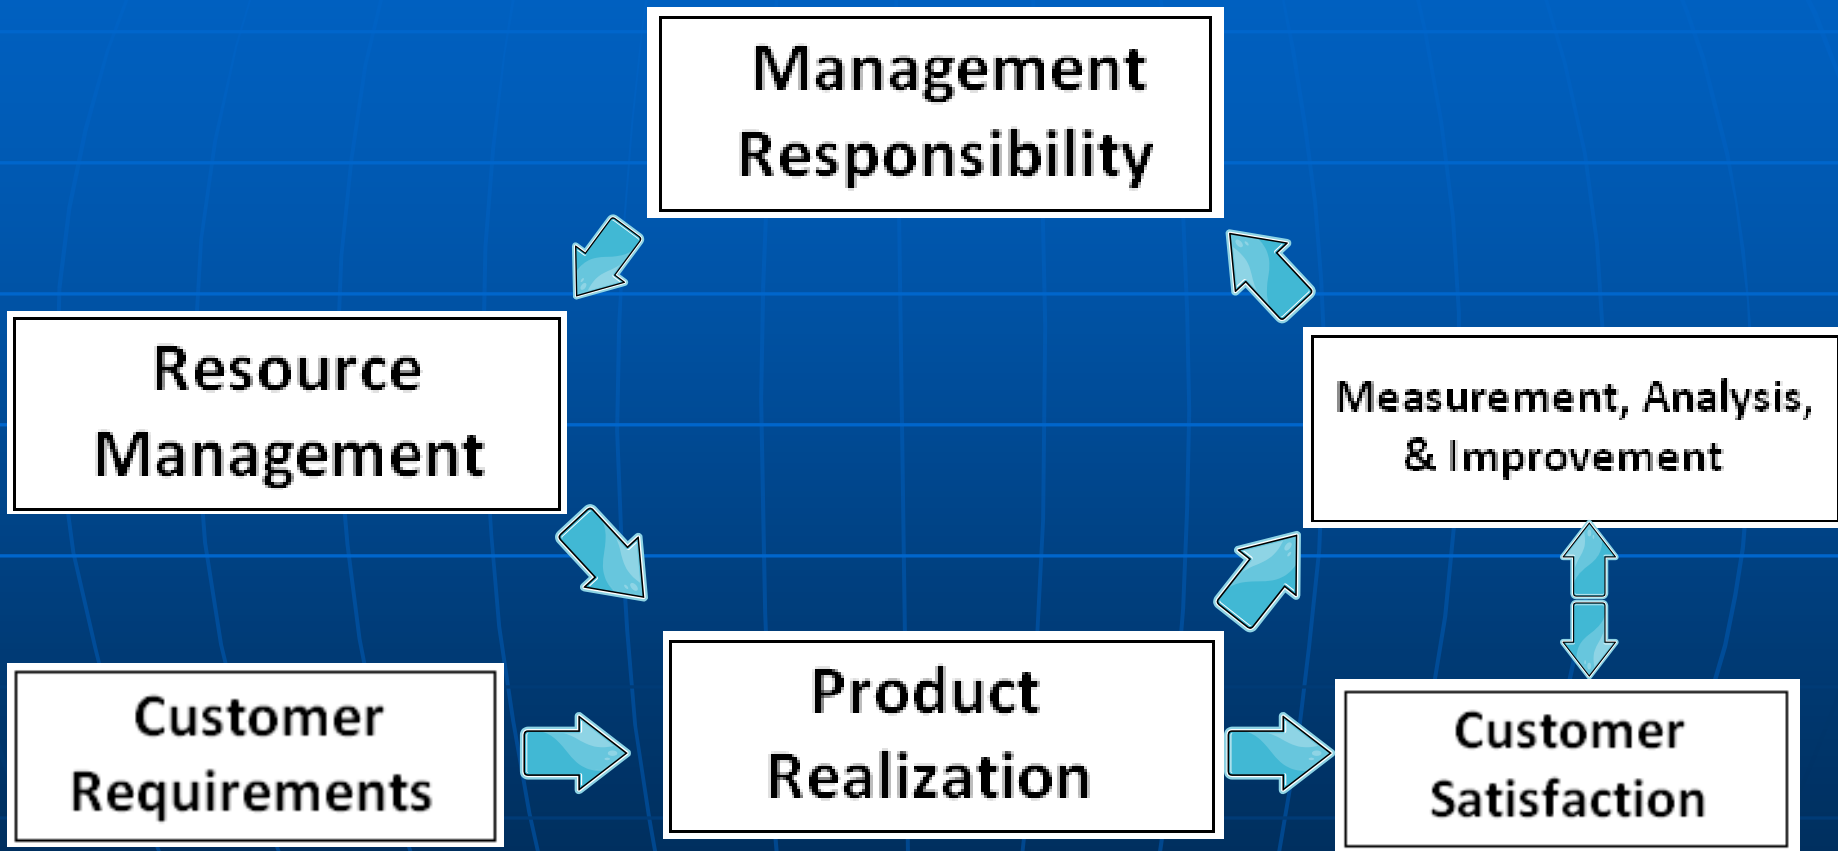 Management
Responsibility
Resource
Management
Measurement, Analysis,
& Improvement
Customer
Requirements
Product
Realization
Customer
Satisfaction